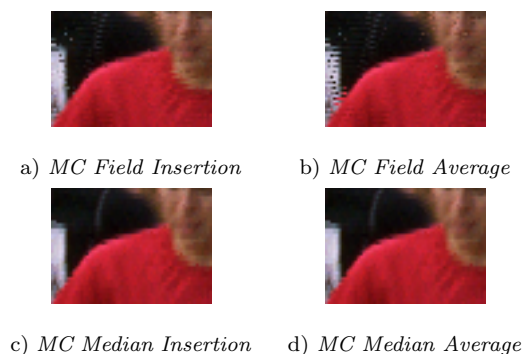 a) MC Field Insertion
b) MC Field Average
c) MC Median Insertion
d) MC Median Average